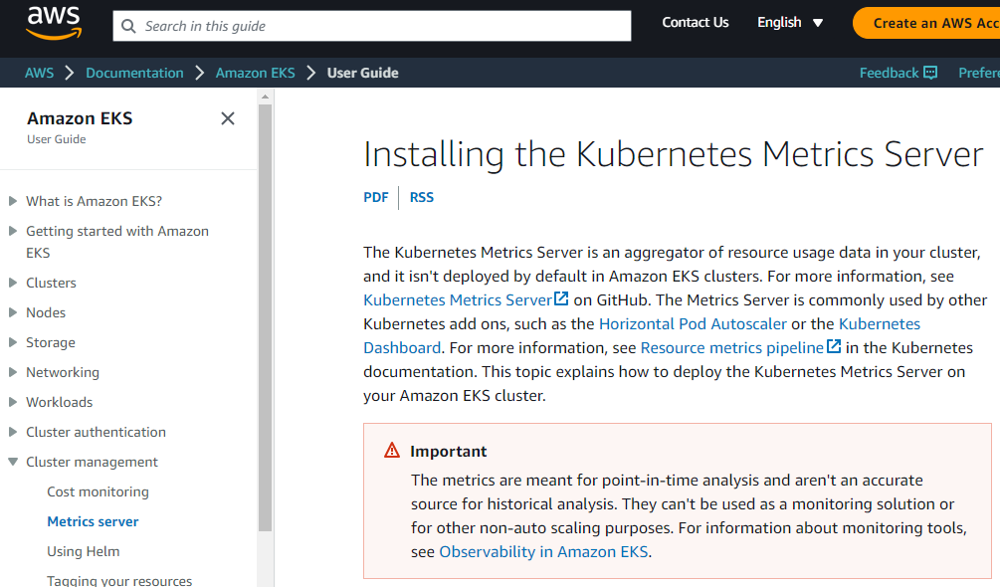 aws
Search in this guide
Contact Us
English
Create an AWS
AWS
Documentation
Amazon EKS
User Guide
Feedback
Amazon EKS
User Guide
What is Amazon EKS?
Getting started with Amazon
EKS
Clusters
Nodes
Storage
Networking
Workloads
Cluster authentication
Cluster management
Cost monitoring
Metrics server
Using Helm
Tagging your resources
Installing the Kubernetes Metrics Server
PDF
RSS
The Kubernetes Metrics Server is an aggregator of resource usage data in your cluster,
and it isn't deployed by default in Amazon EKS clusters. For more information, see
Kubernetes Metrics Server on GitHub. The Metrics Server is commonly used by other
Kubernetes add ons, such as the Horizontal Pod Autoscaler or the Kubernetes
Dashboard. For more information, see Resource metrics pipeline in the Kubernetes
documentation. This topic explains how to deploy the Kubernetes Metrics Server on
your Amazon EKS cluster.
Important
The metrics are meant for point-in-time analysis and aren't an accurate
source for historical analysis. They can't be used as a monitoring solution or
for other non-auto scaling purposes. For information about monitoring tools,
see Observability in Amazon EKS.